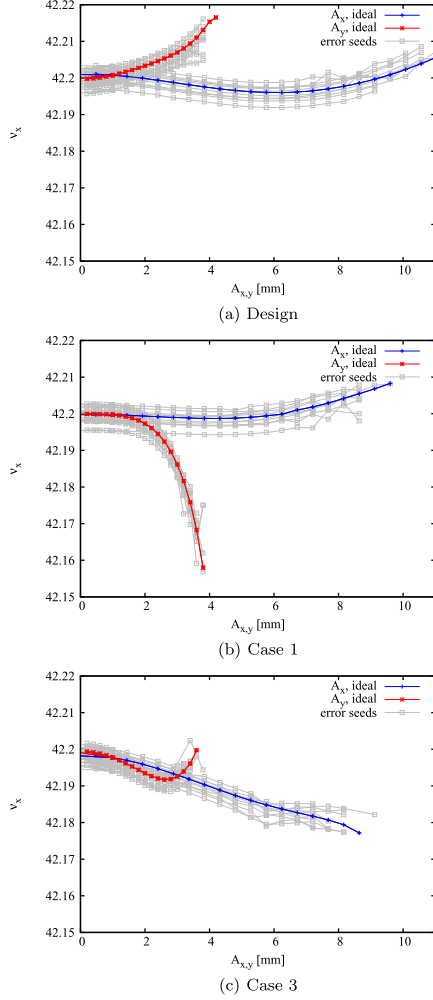 42.22
42.21
42.2
42.19
42.18
42.17
42.16
42.15
ν_x
A_x, ideal
A_y, ideal
error seeds
0 2 4 6 8 10
A_x,y [mm]
(a) Design
42.22
42.21
42.2
42.19
42.18
42.17
42.16
42.15
ν_x
A_x, ideal
A_y, ideal
error seeds
0 2 4 6 8 10
A_x,y [mm]
(b) Case 1
42.22
42.21
42.2
42.19
42.18
42.17
42.16
42.15
ν_x
A_x, ideal
A_y, ideal
error seeds
0 2 4 6 8 10
A_x,y [mm]
(c) Case 3